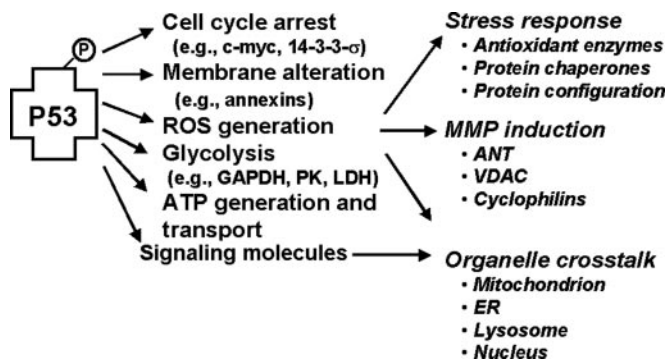 P
P53
Cell cycle arrest
(e.g., c-myc, 14-3-3-σ)
Membrane alteration
(e.g., annexins)
ROS generation
Glycolysis
(e.g., GAPDH, PK, LDH)
ATP generation and
transport
Signaling molecules
Stress response
• Antioxidant enzymes
• Protein chaperones
• Protein configuration
MMP induction
• ANT
• VDAC
• Cyclophilins
Organelle crosstalk
• Mitochondrion
• ER
• Lysosome
• Nucleus